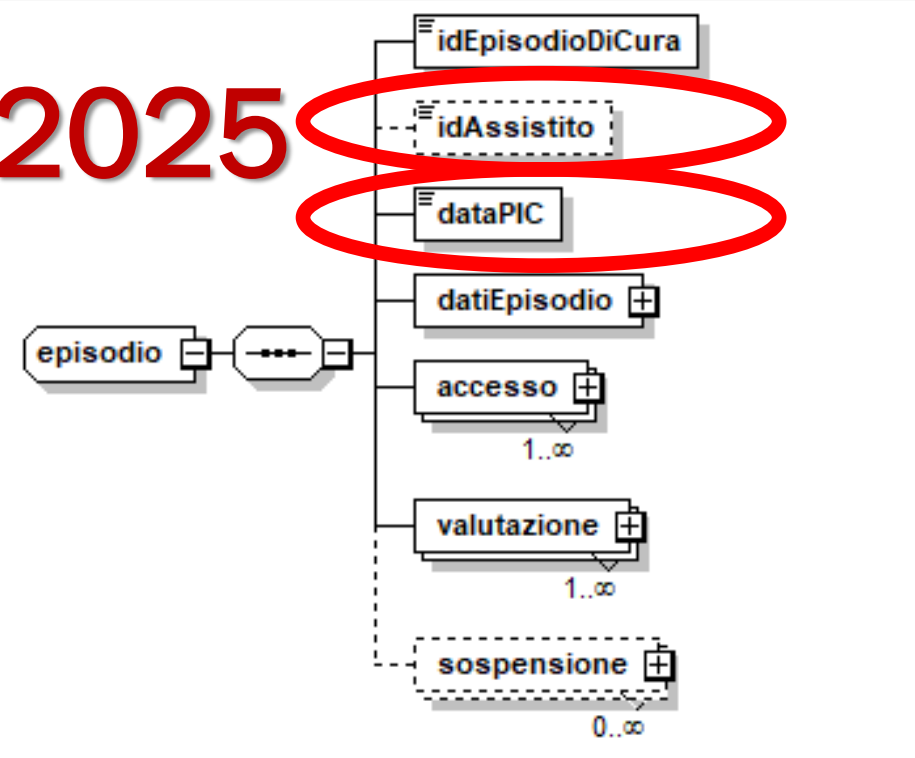 idEpisodioDiCura
2025
idAssistito
dataPIC
datiEpisodio
episodio
accesso
1..∞
valutazione
1..∞
sospensione
0..∞